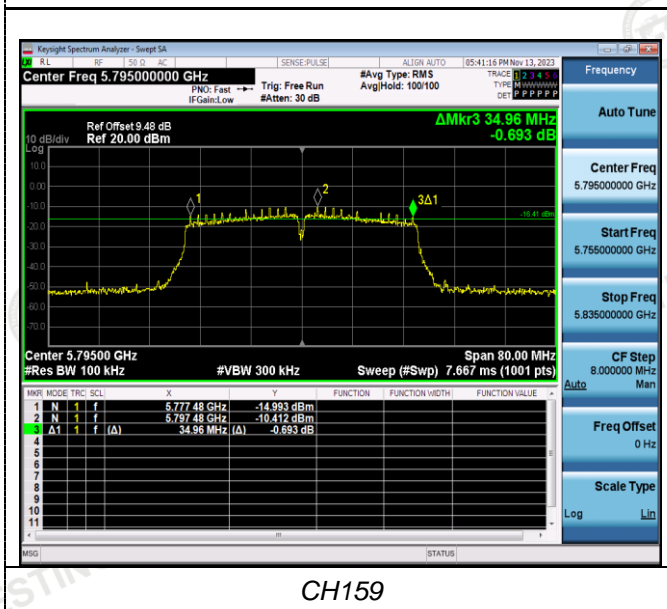 Keysight Spectrum Analyzer - Swept SA
RL RF 50 Ω AC SENSE:PULSE ALIGN AUTO 05:41:16 PM Nov 13, 2023
Center Freq 5.795000000 GHz #Avg Type: RMS TRACE 1 2 3 4 5 6
PNO: Fast Trig: Free Run Avg|Hold: 100/100 TYPE MWWWWW
IFGain:Low #Atten: 30 dB DET P P P P P P
Frequency
Auto Tune
Center Freq
5.795000000 GHz
Start Freq
5.755000000 GHz
Stop Freq
5.835000000 GHz
CF Step
8.000000 MHz
Auto Man
Freq Offset
0 Hz
Scale Type
Log Lin
ΔMkr3 34.96 MHz
-0.693 dB
Ref Offset 9.48 dB
10 dB/div Ref 20.00 dBm
Log
10.0
0.00
-10.0
-20.0
-30.0
-40.0
-50.0
-60.0
-70.0
1
2
3Δ1
-16.41 dBm
Center 5.79500 GHz Span 80.00 MHz
#Res BW 100 kHz #VBW 300 kHz Sweep (#Swp) 7.667 ms (1001 pts)
MKR MODE TRC SCL X Y FUNCTION FUNCTION WIDTH FUNCTION VALUE
1 N 1 f 5.777 48 GHz -14.993 dBm
2 N 1 f 5.797 48 GHz -10.412 dBm
3 Δ1 1 f (Δ) 34.96 MHz (Δ) -0.693 dB
4
5
6
7
8
9
10
11
MSG STATUS
CH159